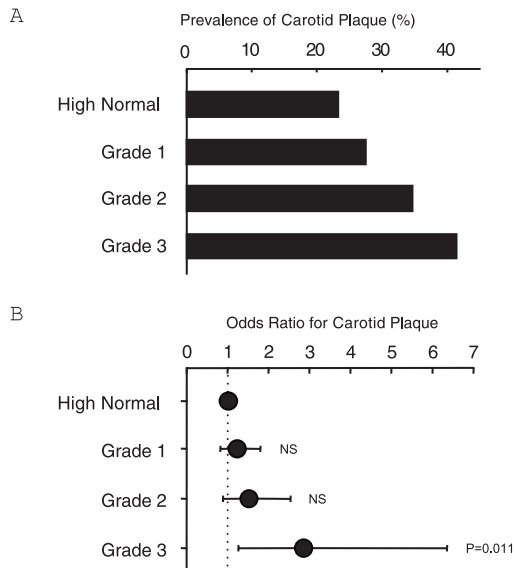 A
Prevalence of Carotid Plaque (%)
0 10 20 30 40
High Normal
Grade 1
Grade 2
Grade 3
B
Odds Ratio for Carotid Plaque
0 1 2 3 4 5 6 7
High Normal
Grade 1 NS
Grade 2 NS
Grade 3 P=0.011